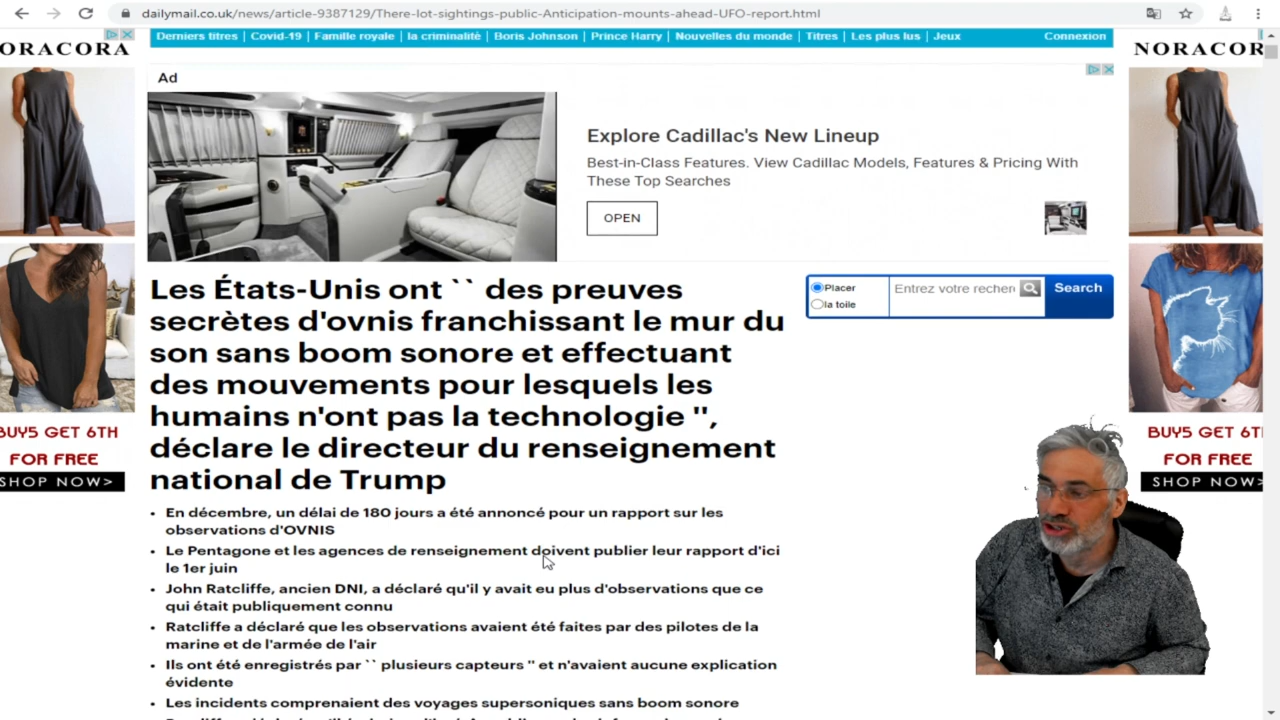 dailymail.co.uk/news/article-9387129/There-lot-sightings-public-Anticipation-mounts-ahead-UFO-report.html
Derniers titres | Covid-19 | Famille royale | la criminalité | Boris Johnson | Prince Harry | Nouvelles du monde | Titres | Les plus lus | Jeux
Connexion
ORACORA
NORACOR
Ad
Explore Cadillac's New Lineup
Best-in-Class Features. View Cadillac Models, Features & Pricing With
These Top Searches
OPEN
Les États-Unis ont `` des preuves
secrètes d'ovnis franchissant le mur du
son sans boom sonore et effectuant
des mouvements pour lesquels les
humains n'ont pas la technologie '',
déclare le directeur du renseignement
national de Trump
Placer
la toile
Entrez votre recher
Search
• En décembre, un délai de 180 jours a été annoncé pour un rapport sur les
observations d'OVNIS
• Le Pentagone et les agences de renseignement doivent publier leur rapport d'ici
le 1er juin
• John Ratcliffe, ancien DNI, a déclaré qu'il y avait eu plus d'observations que ce
qui était publiquement connu
• Ratcliffe a déclaré que les observations avaient été faites par des pilotes de la
marine et de l'armée de l'air
• Ils ont été enregistrés par `` plusieurs capteurs '' et n'avaient aucune explication
évidente
• Les incidents comprenaient des voyages supersoniques sans boom sonore
BUY5 GET 6TH
FOR FREE
SHOP NOW>
BUY5 GET 6T
FOR FREE
SHOP NOW>